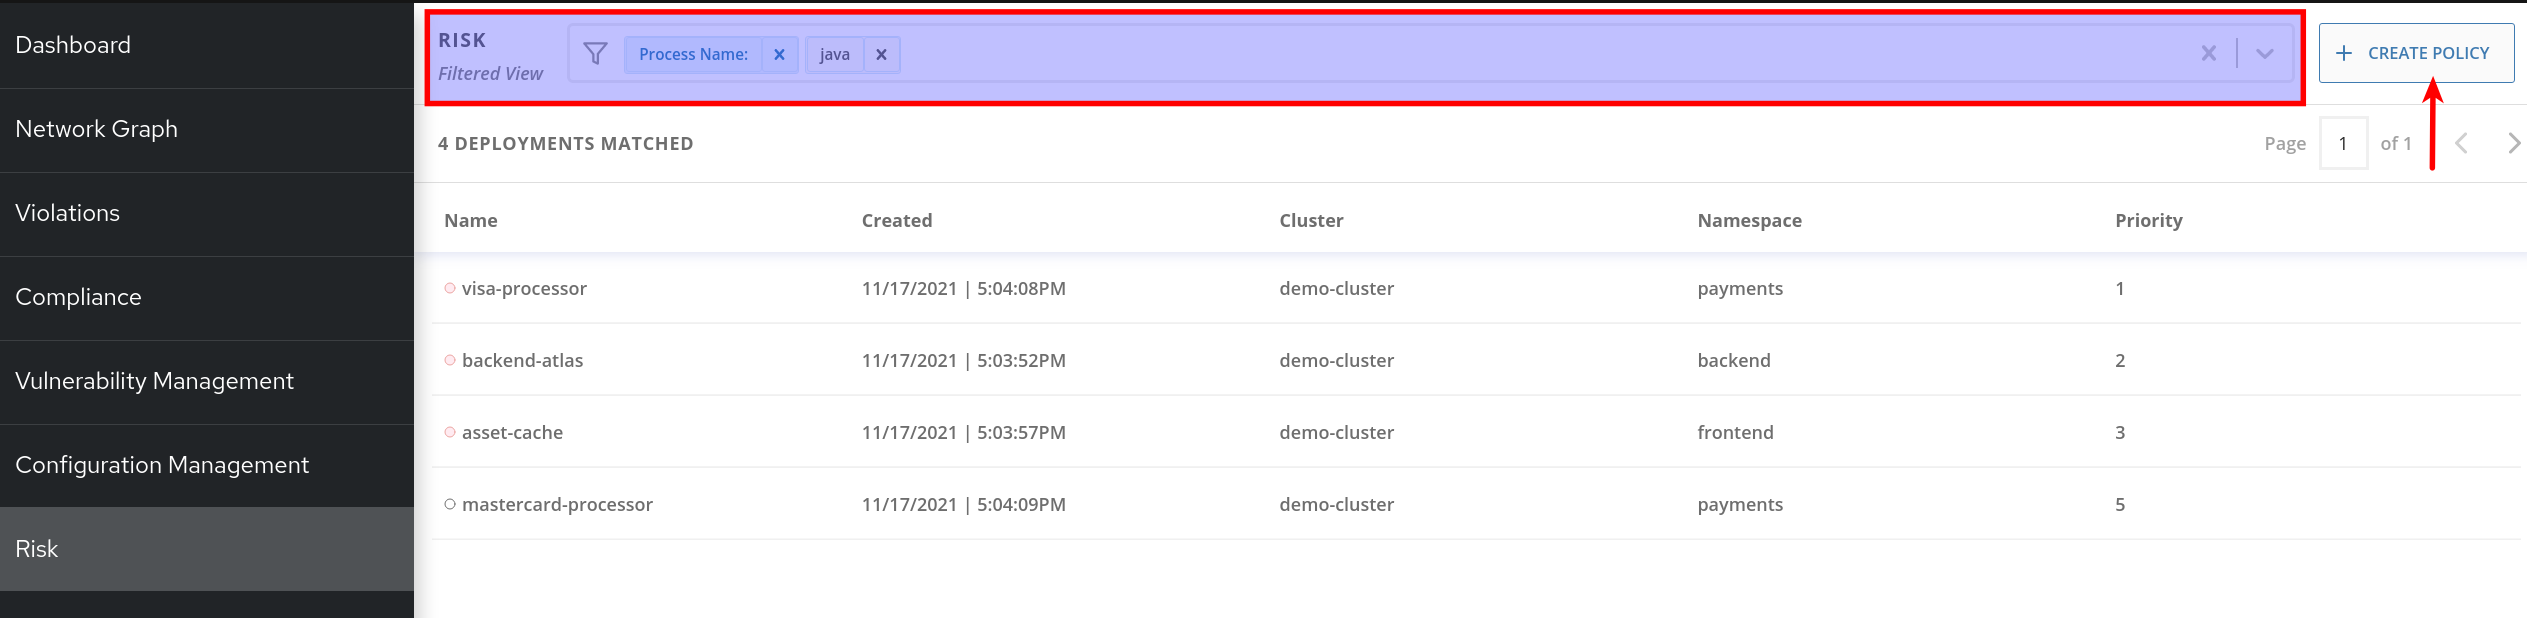 Dashboard
Network Graph
Violations
Compliance
Vulnerability Management
Configuration Management
Risk
RISK
Filtered View
Process Name: × java ×
CREATE POLICY
4 DEPLOYMENTS MATCHED
Page 1 of 1
Name Created Cluster Namespace Priority
visa-processor 11/17/2021 | 5:04:08PM demo-cluster payments 1
backend-atlas 11/17/2021 | 5:03:52PM demo-cluster backend 2
asset-cache 11/17/2021 | 5:03:57PM demo-cluster frontend 3
mastercard-processor 11/17/2021 | 5:04:09PM demo-cluster payments 5